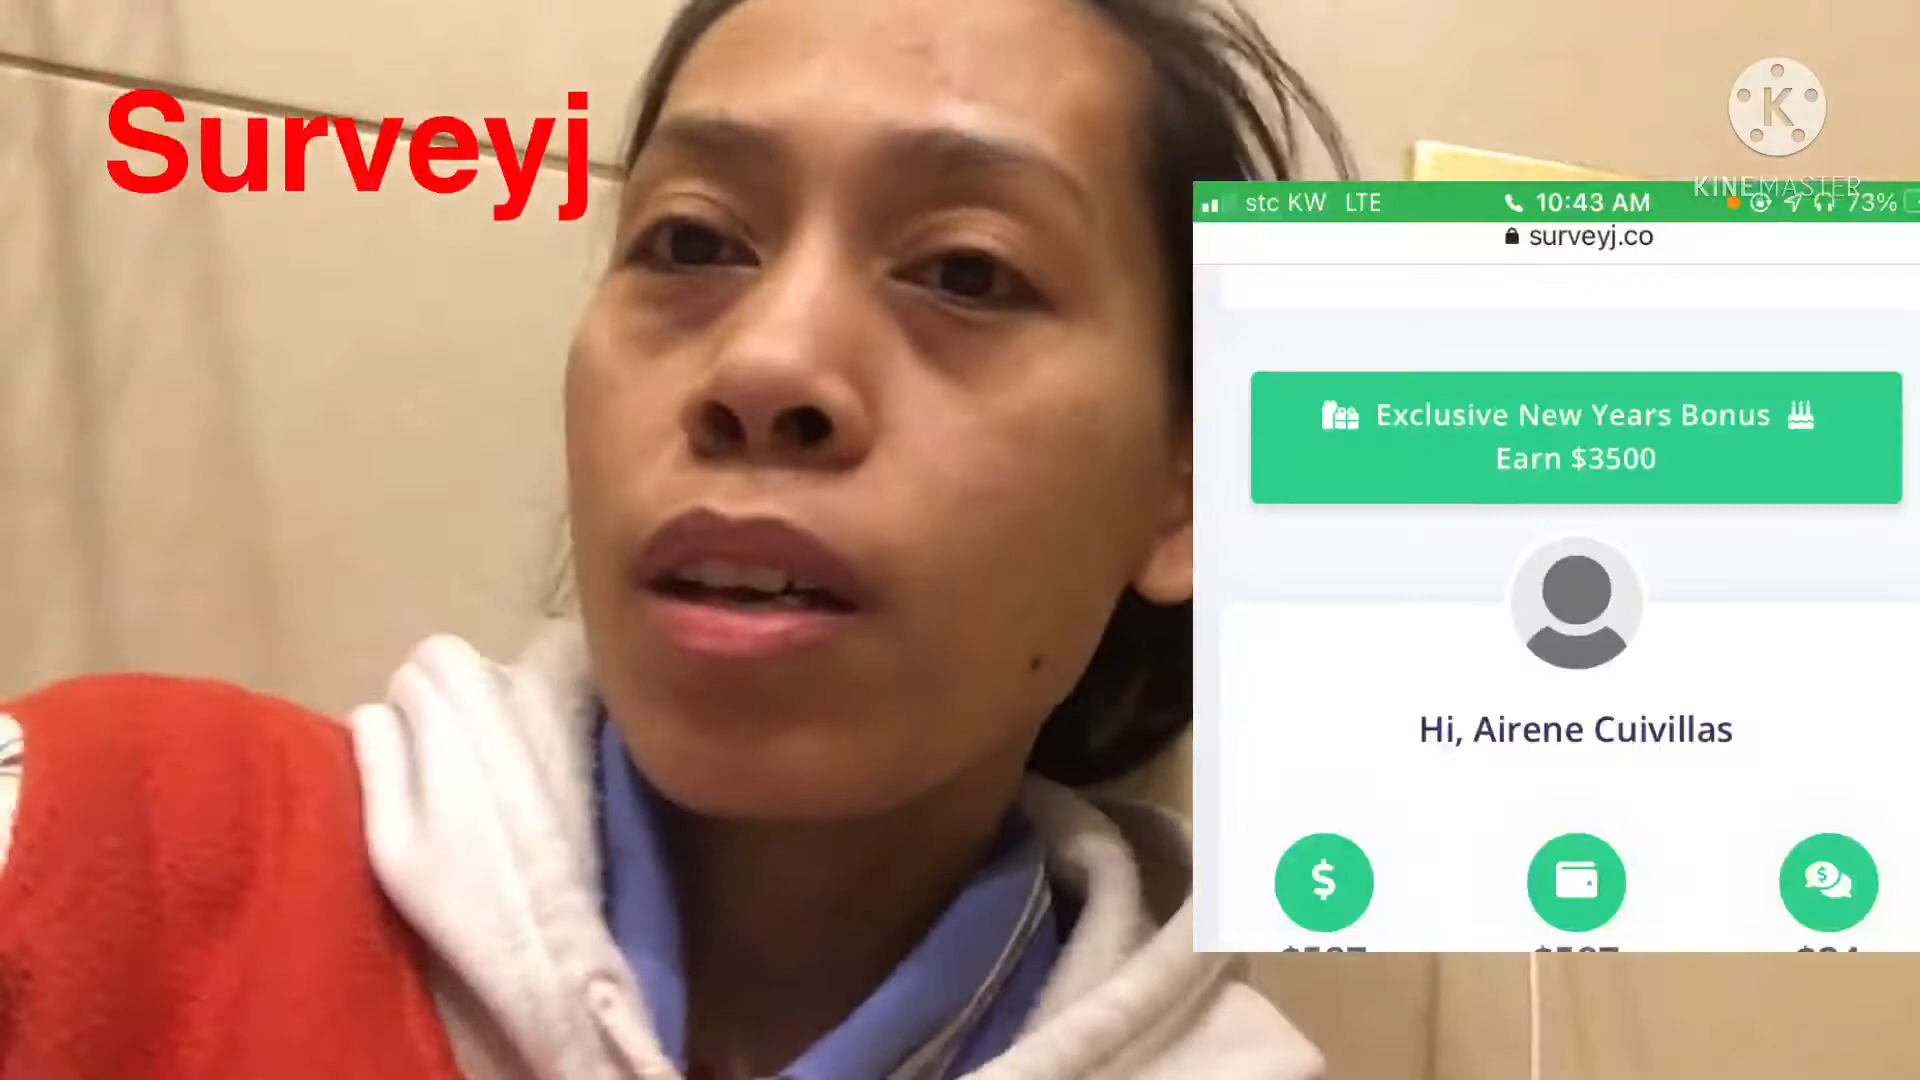 Surveyj
K
KINEMASTER
stc KW LTE 10:43 AM 73%
surveyj.co
Exclusive New Years Bonus
Earn $3500
Hi, Airene Cuivillas
$
$